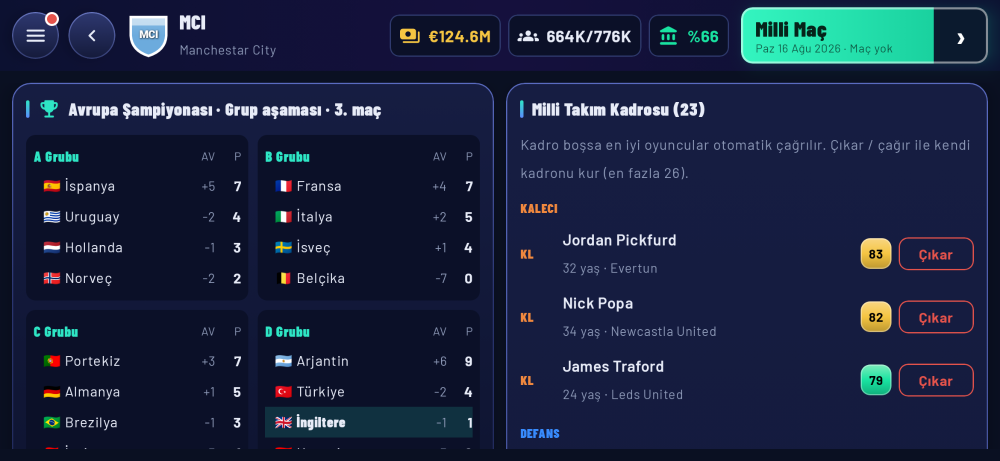 MCI
MCI
Manchestar City
€124.6M
664K/776K
%66
Milli Maç
Paz 16 Ağu 2026 · Maç yok
Avrupa Şampiyonası · Grup aşaması · 3. maç
A Grubu AV P
İspanya +5 7
Uruguay -2 4
Hollanda -1 3
Norveç -2 2
B Grubu AV P
Fransa +4 7
İtalya +2 5
İsveç +1 4
Belçika -7 0
C Grubu AV P
Portekiz +3 7
Almanya +1 5
Brezilya -1 3
D Grubu AV P
Arjantin +6 9
Türkiye -2 4
İngiltere -1 1
Milli Takım Kadrosu (23)
Kadro boşsa en iyi oyuncular otomatik çağrılır. Çıkar / çağır ile kendi
kadronu kur (en fazla 26).
KALECI
KL Jordan Pickfurd 83 Çıkar
32 yaş · Evertun
KL Nick Popa 82 Çıkar
34 yaş · Newcastla United
KL James Traford 79 Çıkar
24 yaş · Leds United
DEFANS